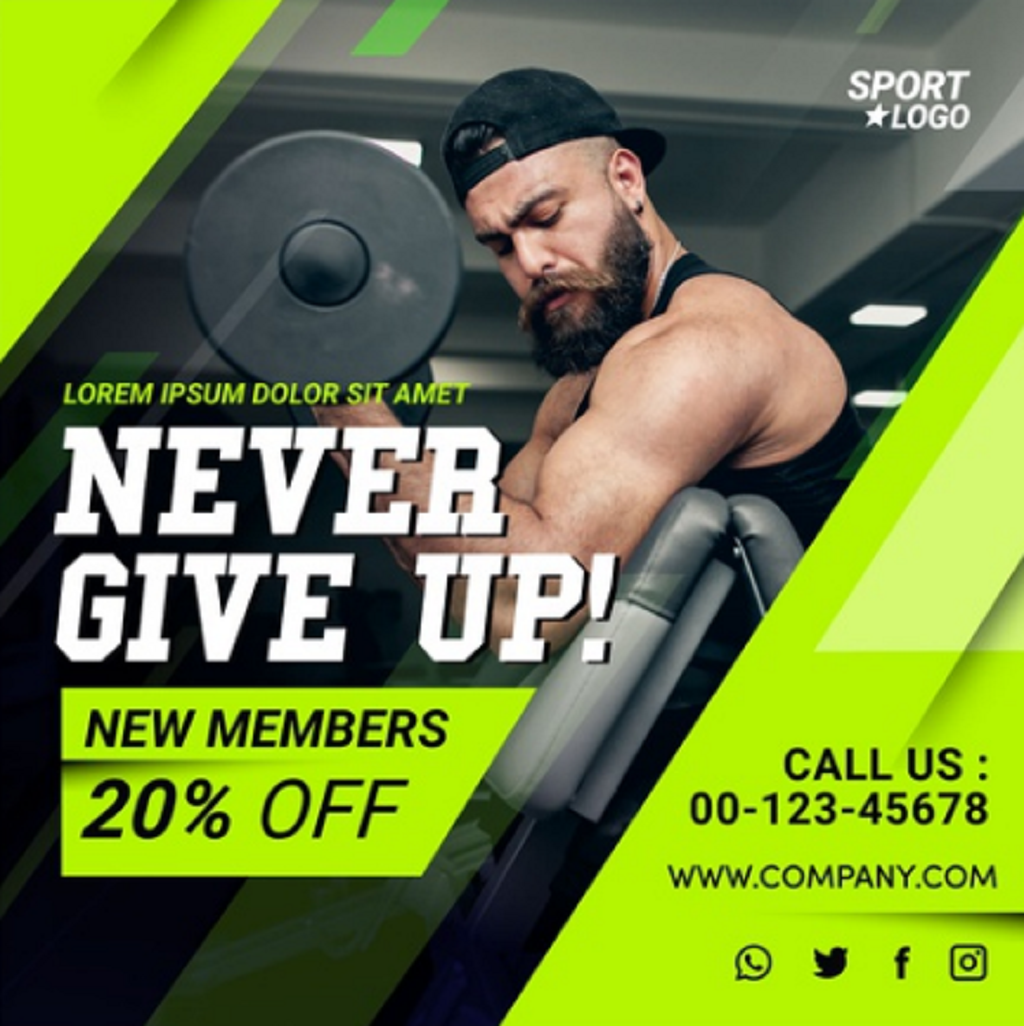 SPORT
★LOGO
LOREM IPSUM DOLOR SIT AMET
NEVER
GIVE UP!
NEW MEMBERS
20% OFF
CALL US :
00-123-45678
WWW.COMPANY.COM